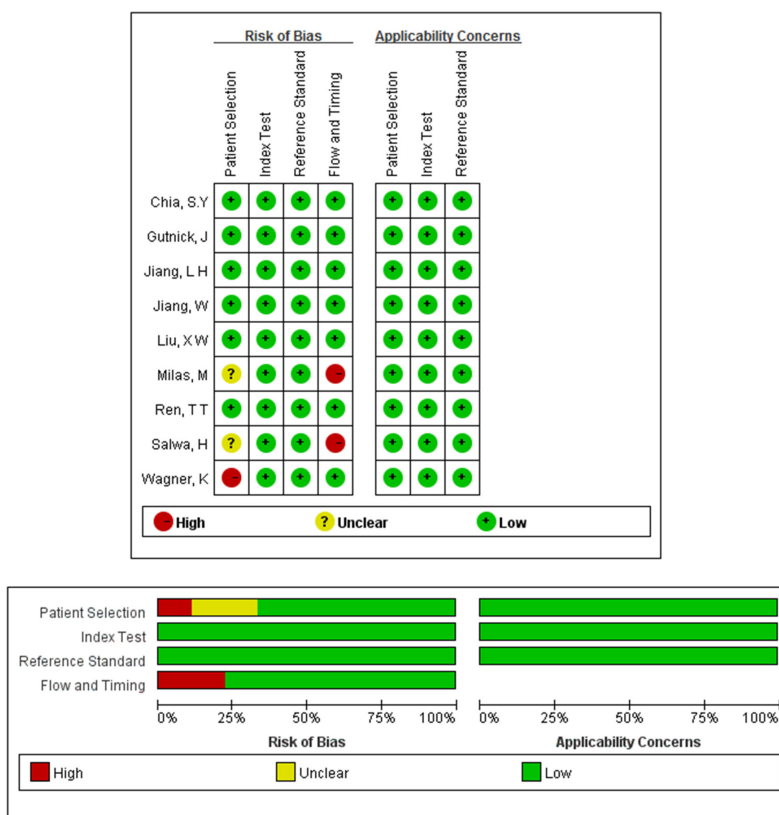 Risk of Bias
Applicability Concerns
Patient Selection
Index Test
Reference Standard
Flow and Timing
Patient Selection
Index Test
Reference Standard
Chia, S.Y + + + + + + +
Gutnick, J + + + + + + +
Jiang, L H + + + + + + +
Jiang, W + + + + + + +
Liu, X W + + + + + + +
Milas, M ? + + - + + +
Ren, T T + + + + + + +
Salwa, H ? + + - + + +
Wagner, K - + + + + + +
- High ? Unclear + Low
Patient Selection
Index Test
Reference Standard
Flow and Timing
0% 25% 50% 75% 100% 0% 25% 50% 75% 100%
Risk of Bias
Applicability Concerns
High Unclear Low